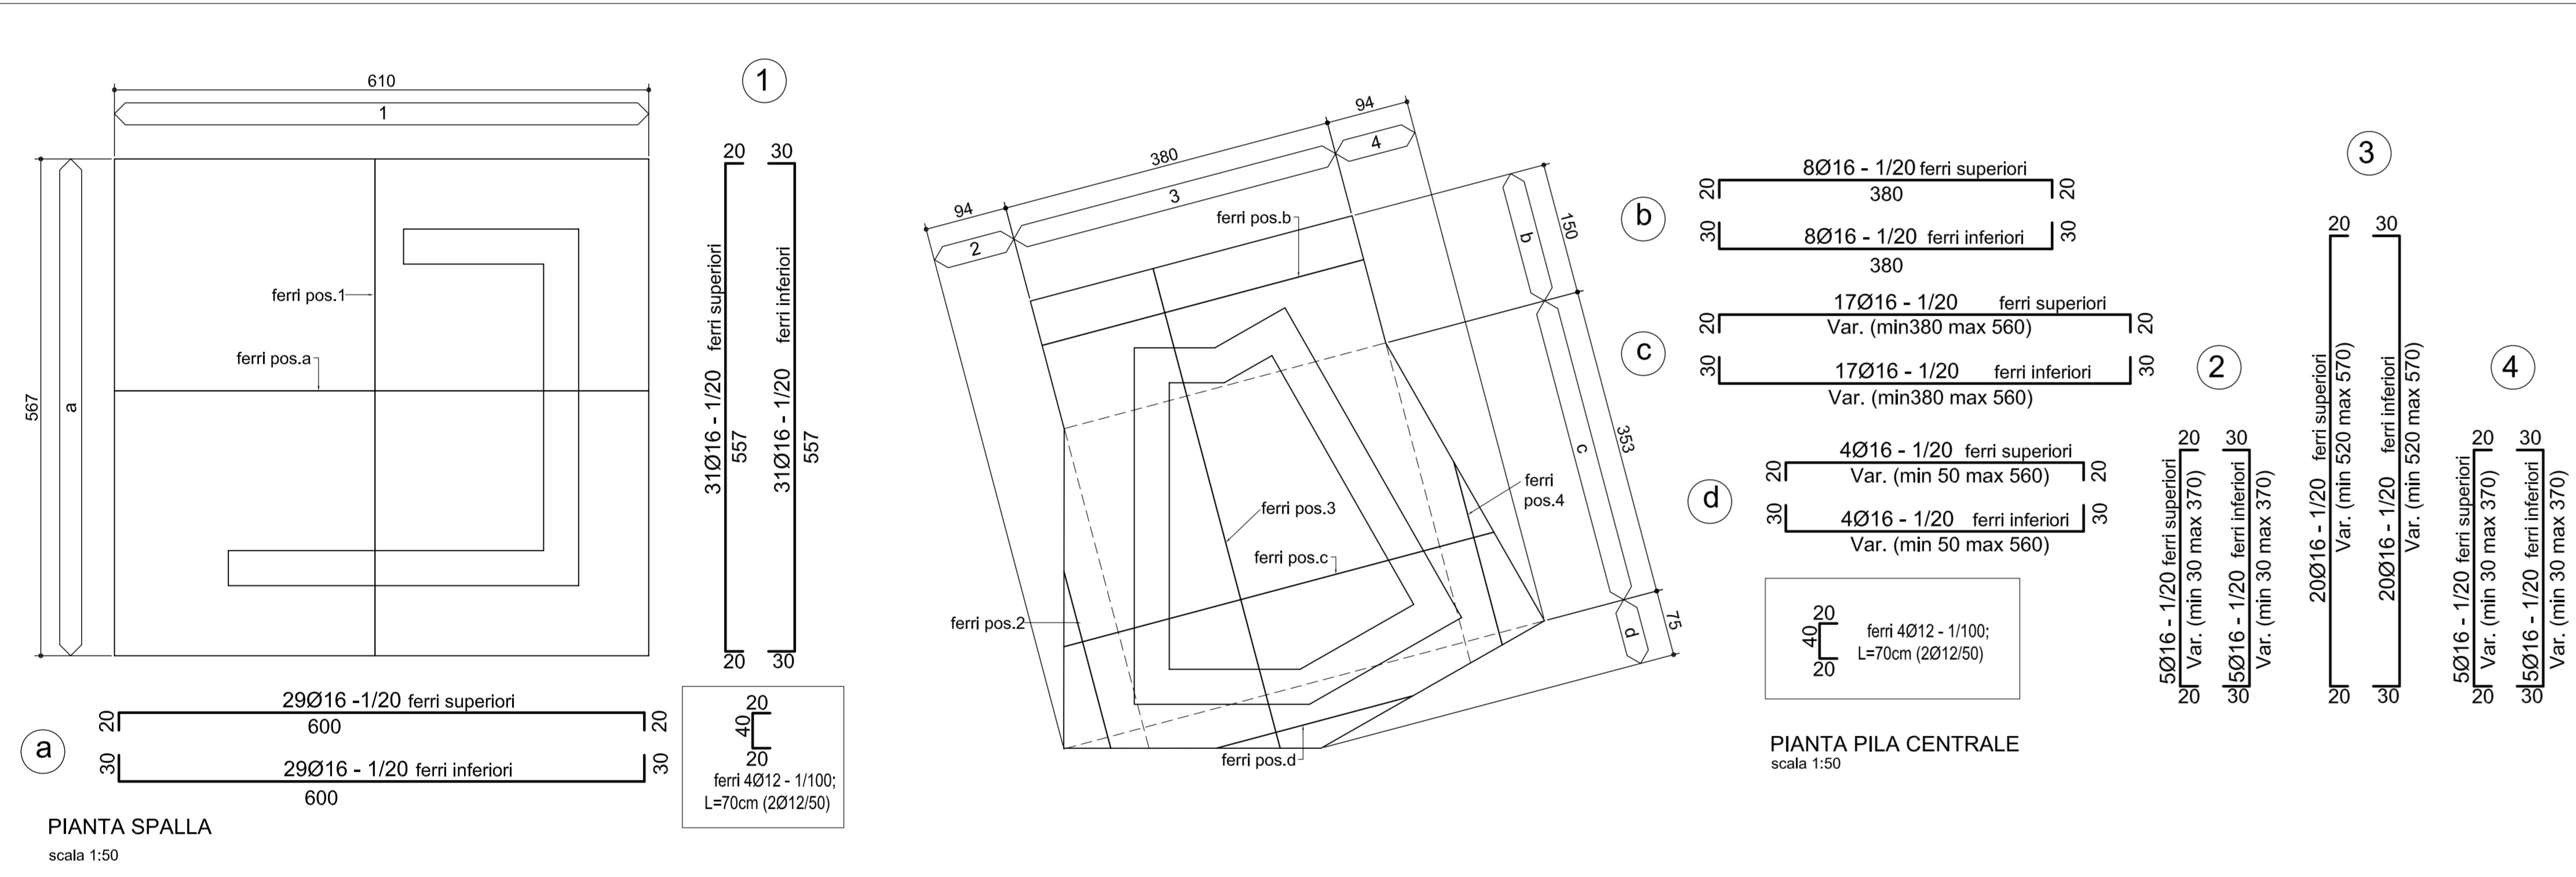 610
1
567
a
ferri pos.1
ferri pos.a
1
20 30
31Ø16 - 1/20 ferri superiori
557
31Ø16 - 1/20 ferri inferiori
557
20 30
a
29Ø16 -1/20 ferri superiori
20 20
600
29Ø16 - 1/20 ferri inferiori
30 30
600
20
40
20
ferri 4Ø12 - 1/100;
L=70cm (2Ø12/50)
PIANTA SPALLA
scala 1:50
94
380
94
2
3
4
150
353
75
b
c
d
ferri pos.b
ferri pos.3
ferri
pos.4
ferri pos.c
ferri pos.2
ferri pos.d
b
8Ø16 - 1/20 ferri superiori
20 20
380
8Ø16 - 1/20 ferri inferiori
30 30
380
c
17Ø16 - 1/20 ferri superiori
20 20
Var. (min380 max 560)
17Ø16 - 1/20 ferri inferiori
30 30
Var. (min380 max 560)
d
4Ø16 - 1/20 ferri superiori
20 20
Var. (min 50 max 560)
4Ø16 - 1/20 ferri inferiori
30 30
Var. (min 50 max 560)
20
40
20
ferri 4Ø12 - 1/100;
L=70cm (2Ø12/50)
PIANTA PILA CENTRALE
scala 1:50
2
20 30
5Ø16 - 1/20 ferri superiori
Var. (min 30 max 370)
5Ø16 - 1/20 ferri inferiori
Var. (min 30 max 370)
20 30
3
20 30
20Ø16 - 1/20 ferri superiori
Var. (min 520 max 570)
20Ø16 - 1/20 ferri inferiori
Var. (min 520 max 570)
20 30
4
20 30
5Ø16 - 1/20 ferri superiori
Var. (min 30 max 370)
5Ø16 - 1/20 ferri inferiori
Var. (min 30 max 370)
20 30